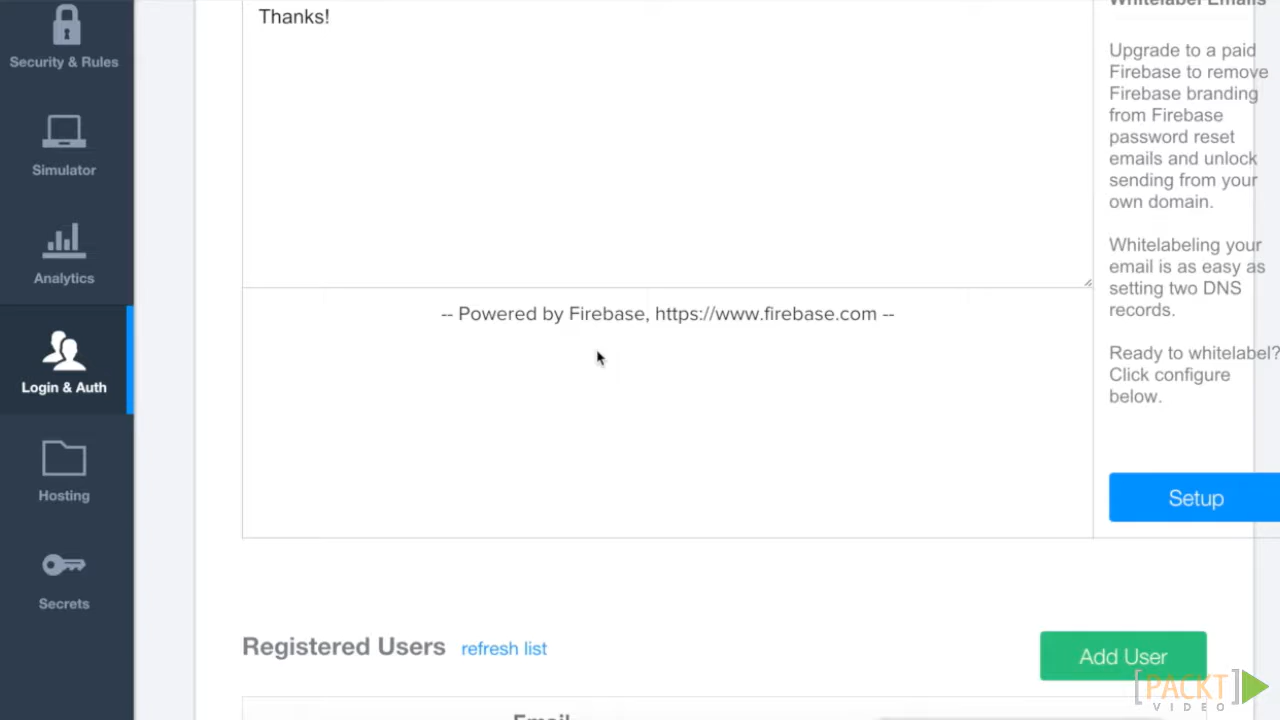 Security & Rules
Simulator
Analytics
Login & Auth
Hosting
Secrets
Thanks!
-- Powered by Firebase, https://www.firebase.com --
Whitelabel Emails
Upgrade to a paid
Firebase to remove
Firebase branding
from Firebase
password reset
emails and unlock
sending from your
own domain.
Whitelabeling your
email is as easy as
setting two DNS
records.
Ready to whitelabel?
Click configure
below.
Setup
Registered Users refresh list
Add User
Email
[PACKT]
VIDEO